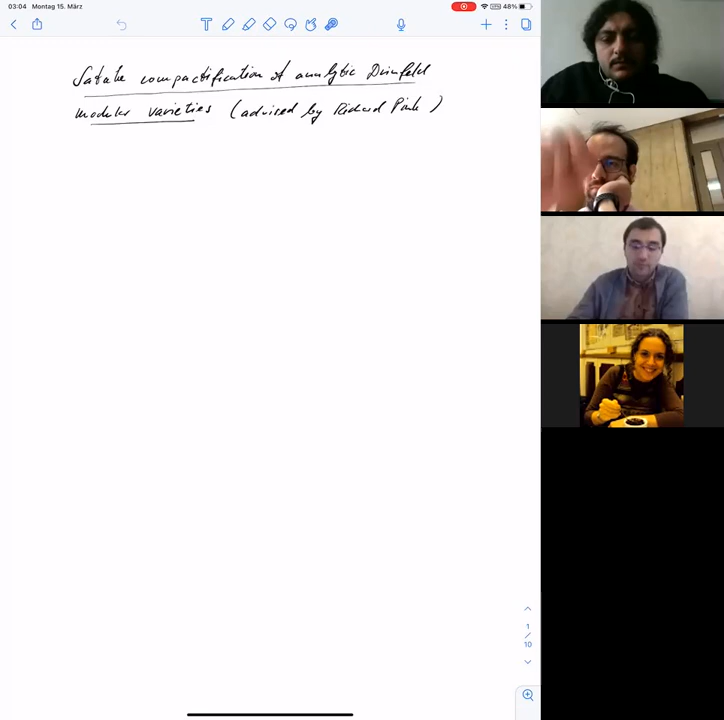 03:04 Montag 15. März
48%
Satake compactification of analytic Drinfeld
modular varieties (advised by Richard Pink)
1
/
10